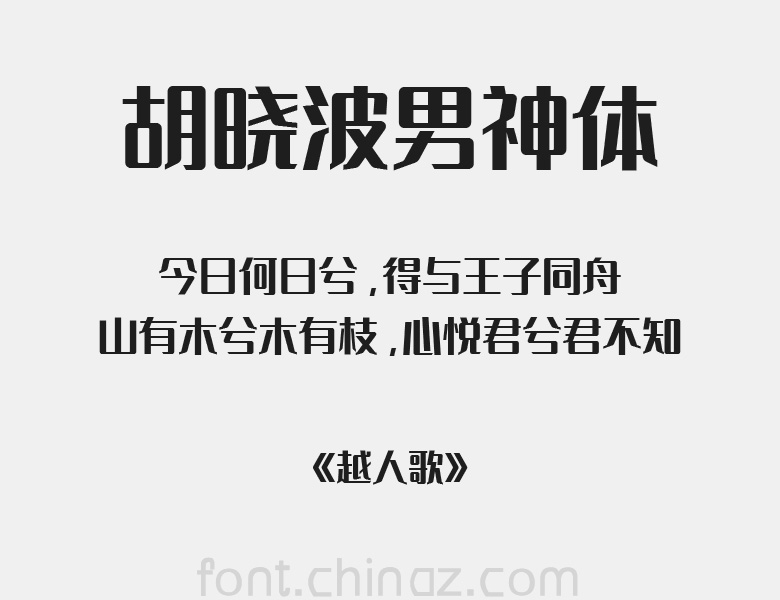 胡晓波男神体
今日何日兮,得与王子同舟
山有木兮木有枝,心悦君兮君不知
《越人歌》
font.chinaz.com